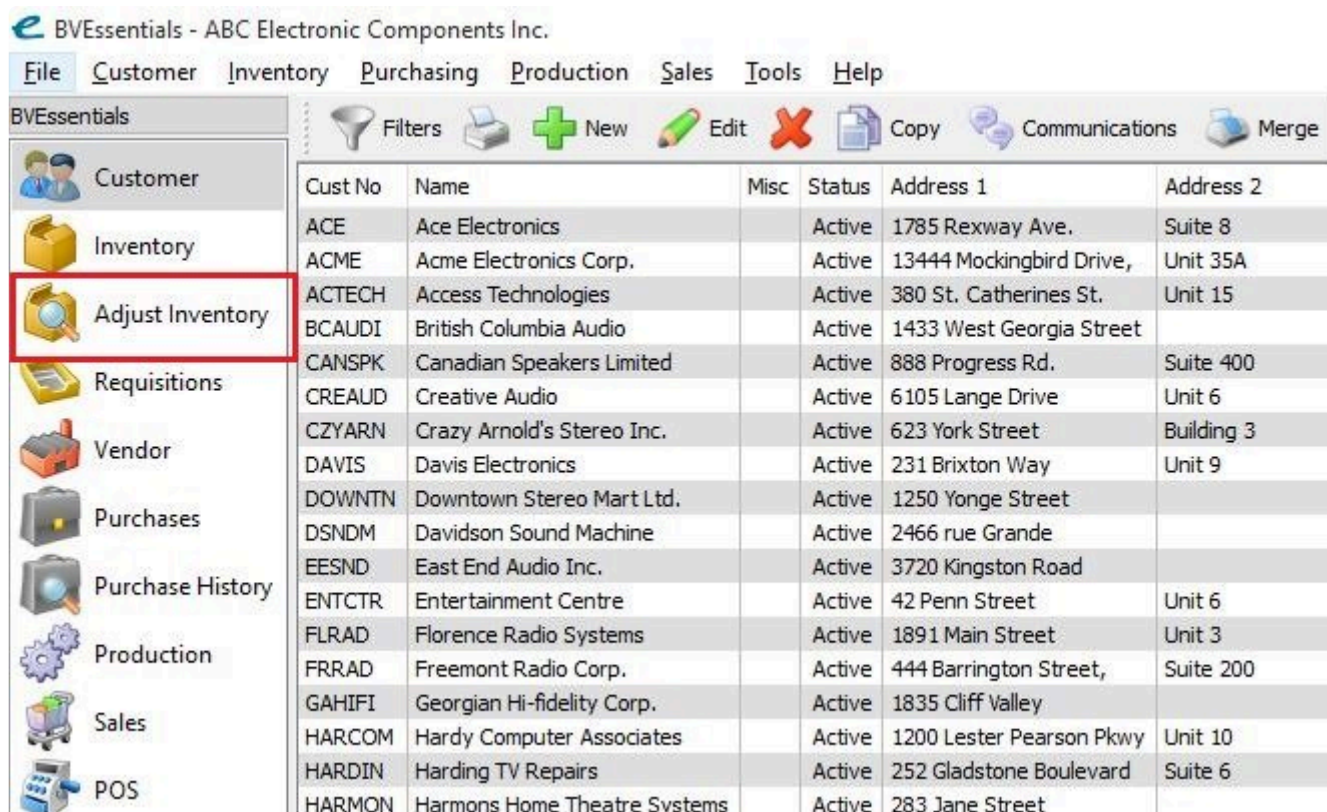 BVEssentials - ABC Electronic Components Inc.
File Customer Inventory Purchasing Production Sales Tools Help
BVEssentials
Filters New Edit Copy Communications Merge
Customer
Inventory
Adjust Inventory
Requisitions
Vendor
Purchases
Purchase History
Production
Sales
POS
Cust No Name Misc Status Address 1 Address 2
ACE Ace Electronics Active 1785 Rexway Ave. Suite 8
ACME Acme Electronics Corp. Active 13444 Mockingbird Drive, Unit 35A
ACTECH Access Technologies Active 380 St. Catherines St. Unit 15
BCAUDI British Columbia Audio Active 1433 West Georgia Street
CANSPK Canadian Speakers Limited Active 888 Progress Rd. Suite 400
CREAUD Creative Audio Active 6105 Lange Drive Unit 6
CZYARN Crazy Arnold's Stereo Inc. Active 623 York Street Building 3
DAVIS Davis Electronics Active 231 Brixton Way Unit 9
DOWNTN Downtown Stereo Mart Ltd. Active 1250 Yonge Street
DSNDM Davidson Sound Machine Active 2466 rue Grande
EESND East End Audio Inc. Active 3720 Kingston Road
ENTCTR Entertainment Centre Active 42 Penn Street Unit 6
FLRAD Florence Radio Systems Active 1891 Main Street Unit 3
FRRAD Freemont Radio Corp. Active 444 Barrington Street, Suite 200
GAHIFI Georgian Hi-fidelity Corp. Active 1835 Cliff Valley
HARCOM Hardy Computer Associates Active 1200 Lester Pearson Pkwy Unit 10
HARDIN Harding TV Repairs Active 252 Gladstone Boulevard Suite 6
HARMON Harmons Home Theatre Systems Active 283 Jane Street